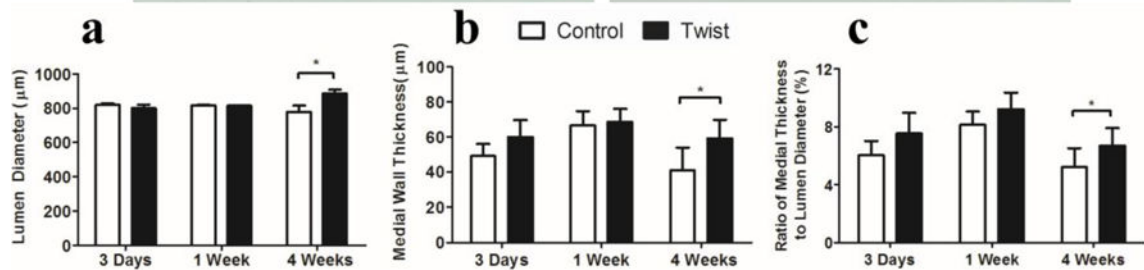 a
b
Control
Twist
c
Lumen Diameter (μm)
1000
800
600
400
200
0
*
3 Days
1 Week
4 Weeks
Medial Wall Thickness(μm)
100
80
60
40
20
0
*
3 Days
1 Week
4 Weeks
Ratio of Medial Thickness
to Lumen Diameter (%)
12
8
4
0
*
3 Days
1 Week
4 Weeks